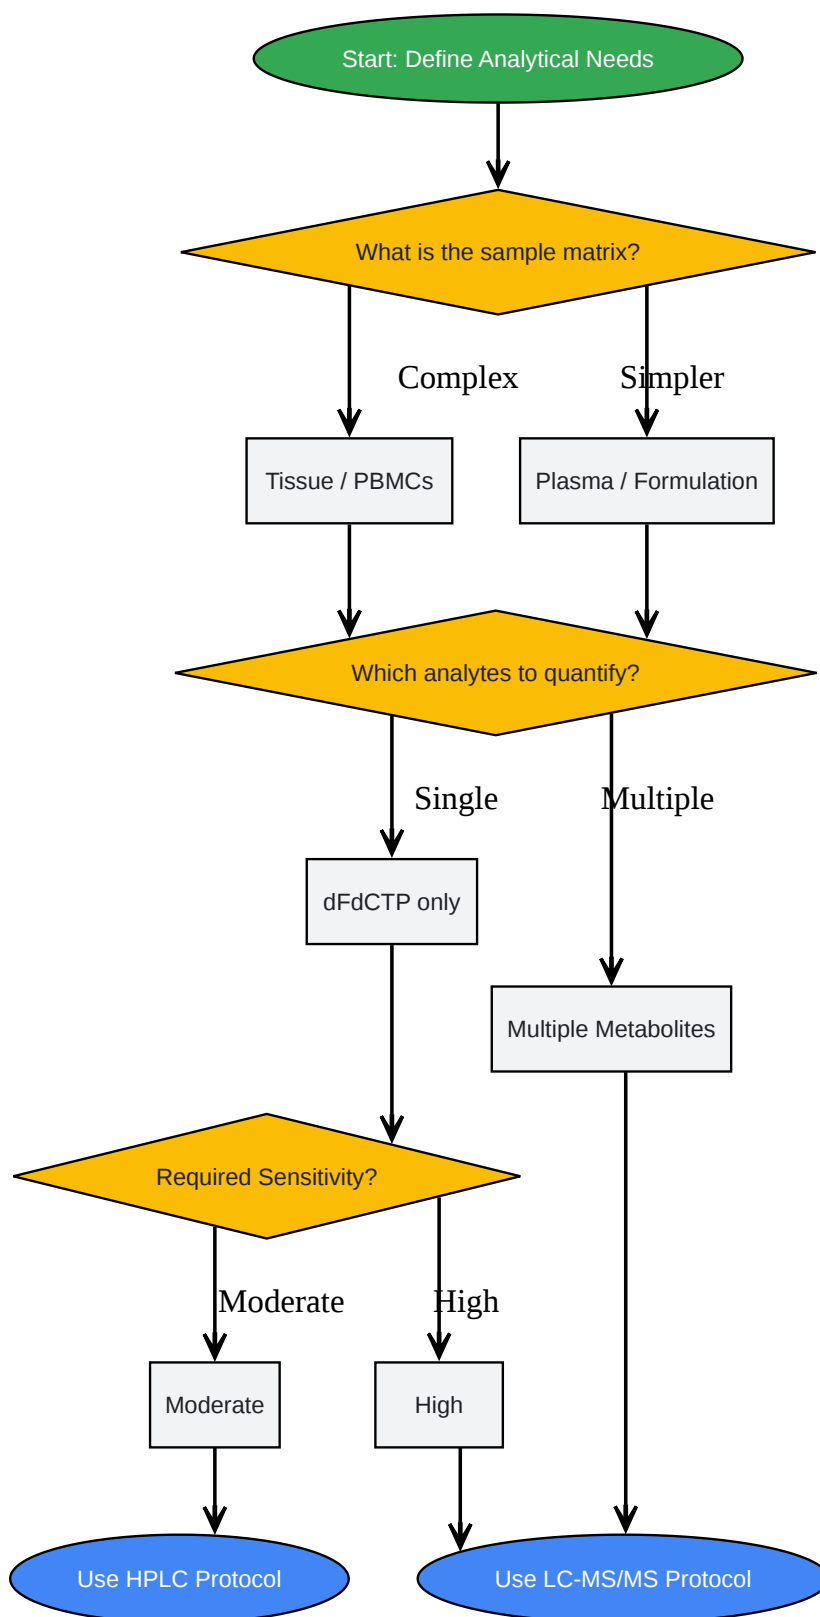 Start: Define Analytical Needs
What is the sample matrix?
Complex
Simpler
Tissue / PBMCs
Plasma / Formulation
Which analytes to quantify?
Single
Multiple
dFdCTP only
Multiple Metabolites
Required Sensitivity?
Moderate
High
Moderate
High
Use HPLC Protocol
Use LC-MS/MS Protocol